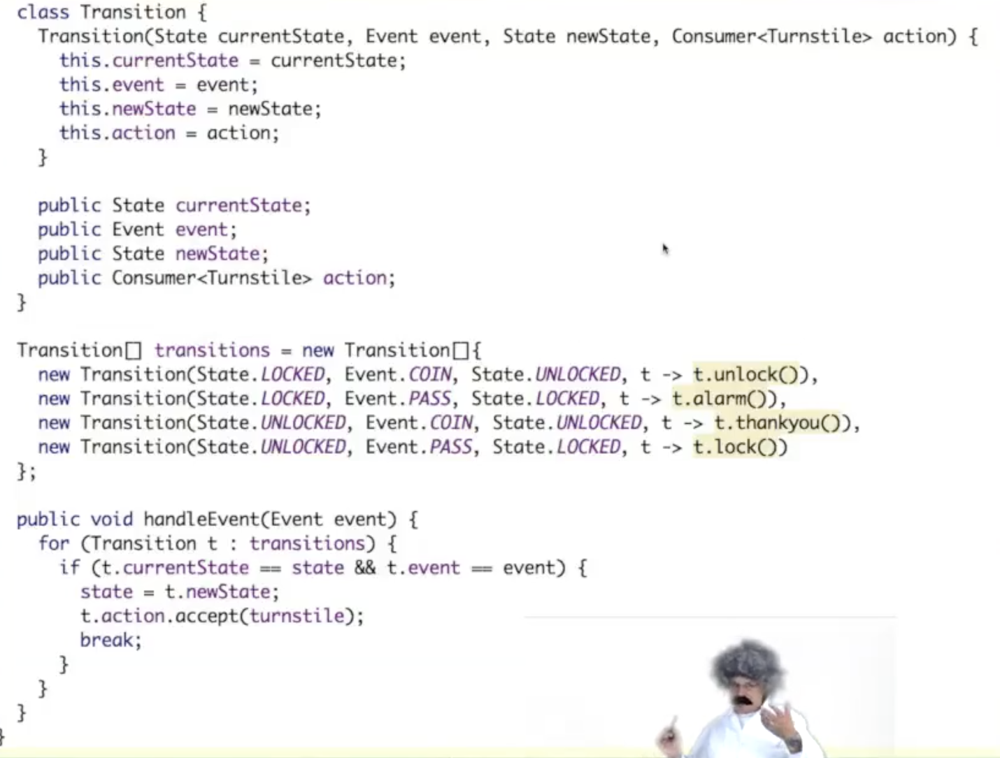 class Transition {
Transition(State currentState, Event event, State newState, Consumer<Turnstile> action) {
this.currentState = currentState;
this.event = event;
this.newState = newState;
this.action = action;
}
public State currentState;
public Event event;
public State newState;
public Consumer<Turnstile> action;
}
Transition[] transitions = new Transition[]{
new Transition(State.LOCKED, Event.COIN, State.UNLOCKED, t -> t.unlock()),
new Transition(State.LOCKED, Event.PASS, State.LOCKED, t -> t.alarm()),
new Transition(State.UNLOCKED, Event.COIN, State.UNLOCKED, t -> t.thankyou()),
new Transition(State.UNLOCKED, Event.PASS, State.LOCKED, t -> t.lock())
};
public void handleEvent(Event event) {
for (Transition t : transitions) {
if (t.currentState == state && t.event == event) {
state = t.newState;
t.action.accept(turnstile);
break;
}
}
}
}